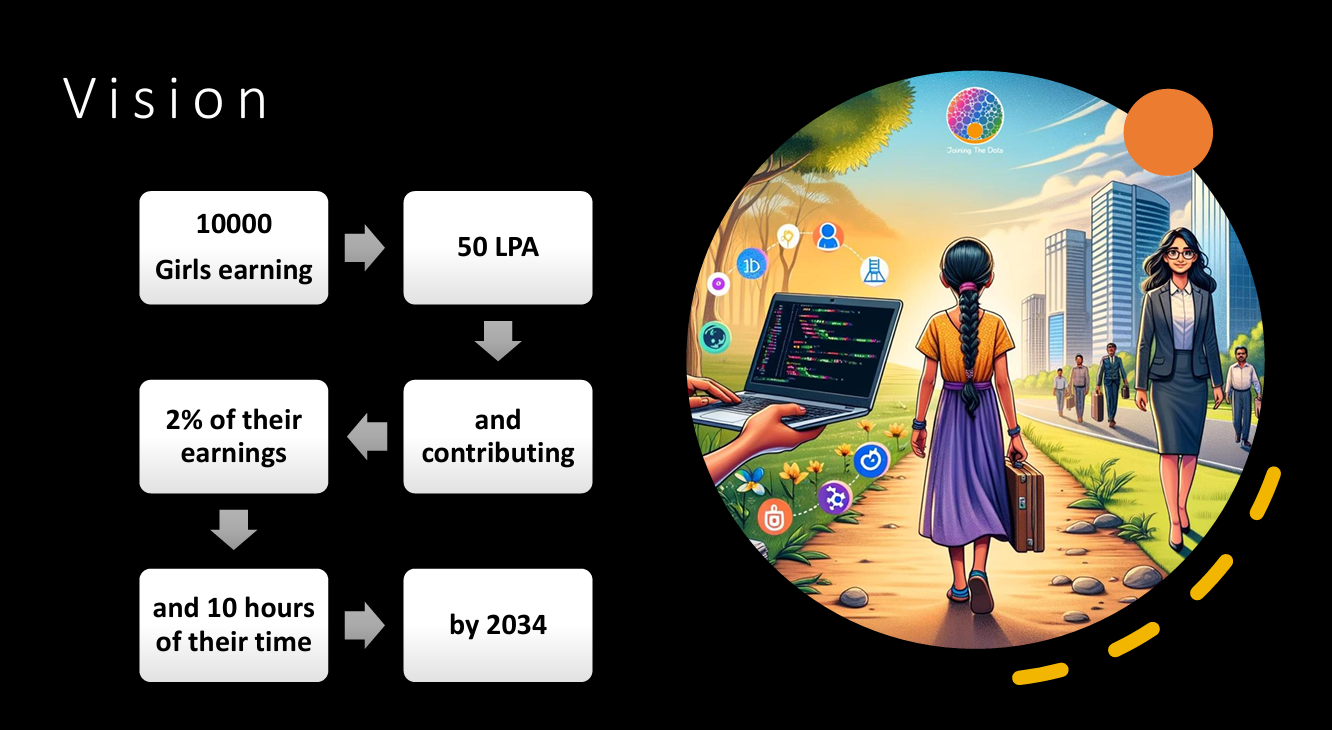 Vision
10000
Girls earning
50 LPA
and
contributing
2% of their
earnings
and 10 hours
of their time
by 2034
Joining The Dots